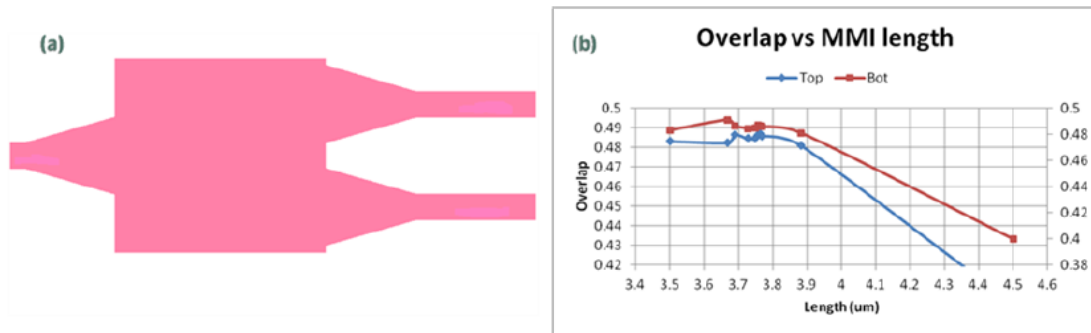 (a)
(b)
Overlap vs MMI length
Top Bot
0.5 0.5
0.49
0.48 0.48
0.47
0.46 0.46
0.45 0.44
0.44 0.42
0.43 0.4
0.42 0.38
Overlap
3.4 3.5 3.6 3.7 3.8 3.9 4 4.1 4.2 4.3 4.4 4.5 4.6
Length (um)